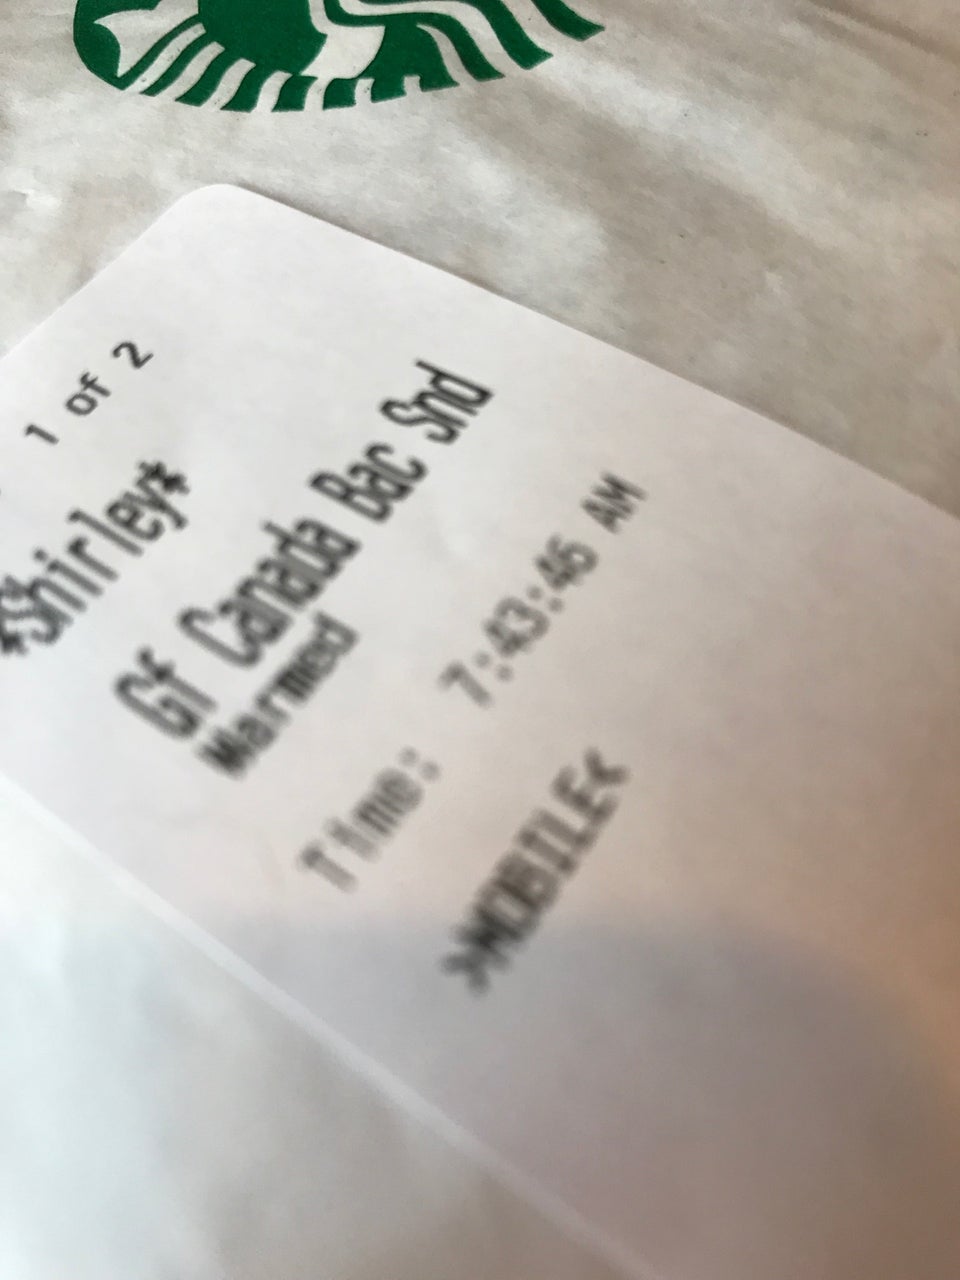 1 of 2
*Shirley*
Gf Canada Bac Snd
Warmed
Time: 7:43:46 AM
>MOBILE<